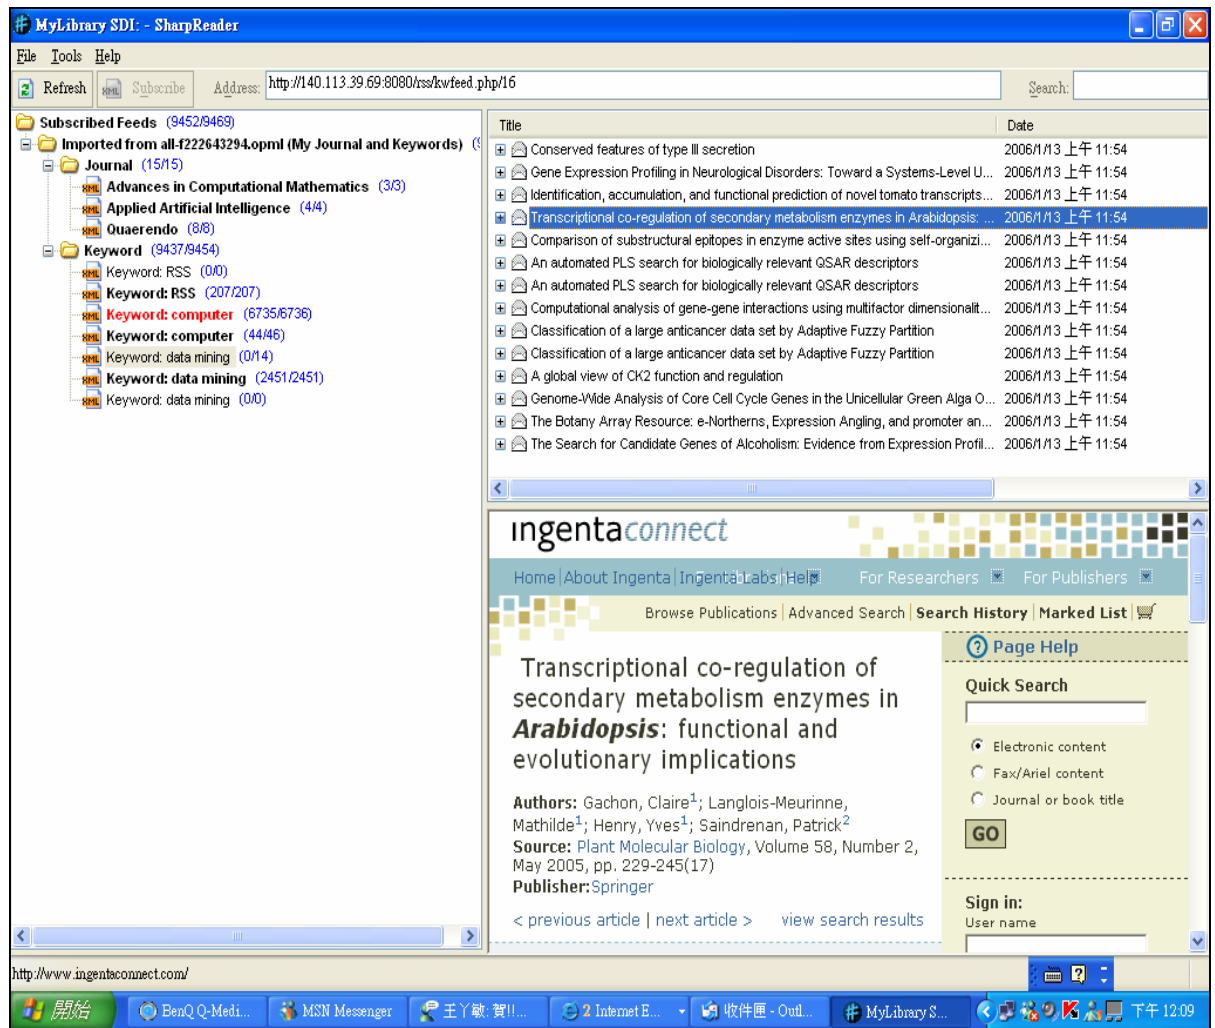 MyLibrary SDI: - SharpReader
File Tools Help
Refresh Subscribe Address: http://140.113.39.69:8080/rss/kwfeed.php/16 Search:
Subscribed Feeds (9452/9469)
Imported from all-f222643294.opml (My Journal and Keywords) (9
Journal (15/15)
Advances in Computational Mathematics (3/3)
Applied Artificial Intelligence (4/4)
Quaerendo (8/8)
Keyword (9437/9454)
Keyword: RSS (0/0)
Keyword: RSS (207/207)
Keyword: computer (6735/6736)
Keyword: computer (44/46)
Keyword: data mining (0/14)
Keyword: data mining (2451/2451)
Keyword: data mining (0/0)
Title Date
Conserved features of type III secretion 2006/1/13 上午 11:54
Gene Expression Profiling in Neurological Disorders: Toward a Systems-Level U... 2006/1/13 上午 11:54
Identification, accumulation, and functional prediction of novel tomato transcripts... 2006/1/13 上午 11:54
Transcriptional co-regulation of secondary metabolism enzymes in Arabidopsis: ... 2006/1/13 上午 11:54
Comparison of substructural epitopes in enzyme active sites using self-organizi... 2006/1/13 上午 11:54
An automated PLS search for biologically relevant QSAR descriptors 2006/1/13 上午 11:54
An automated PLS search for biologically relevant QSAR descriptors 2006/1/13 上午 11:54
Computational analysis of gene-gene interactions using multifactor dimensionalit... 2006/1/13 上午 11:54
Classification of a large anticancer data set by Adaptive Fuzzy Partition 2006/1/13 上午 11:54
Classification of a large anticancer data set by Adaptive Fuzzy Partition 2006/1/13 上午 11:54
A global view of CK2 function and regulation 2006/1/13 上午 11:54
Genome-Wide Analysis of Core Cell Cycle Genes in the Unicellular Green Alga O... 2006/1/13 上午 11:54
The Botany Array Resource: e-Northerns, Expression Angling, and promoter an... 2006/1/13 上午 11:54
The Search for Candidate Genes of Alcoholism: Evidence from Expression Profil... 2006/1/13 上午 11:54
ingentaconnect
Home|About Ingenta|Ingenta Labs|Help For Researchers For Publishers
Browse Publications|Advanced Search|Search History|Marked List|
Transcriptional co-regulation of
secondary metabolism enzymes in
Arabidopsis: functional and
evolutionary implications
Authors: Gachon, Claire1; Langlois-Meurinne,
Mathilde1; Henry, Yves1; Saindrenan, Patrick2
Source: Plant Molecular Biology, Volume 58, Number 2,
May 2005, pp. 229-245(17)
Publisher:Springer
< previous article | next article > view search results
Page Help
Quick Search
Electronic content
Fax/Ariel content
Journal or book title
GO
Sign in:
User name
http://www.ingentaconnect.com/
開始 BenQ Q-Medi... MSN Messenger 王丫敏: 賀!!... 2 Internet E... 收件匣 - Outl... MyLibrary S... 下午 12:09